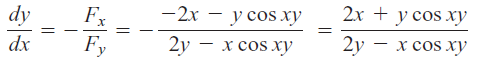 dy/dx = − F_x/F_y = − (−2x − y cos xy)/(2y − x cos xy) = (2x + y cos xy)/(2y − x cos xy)